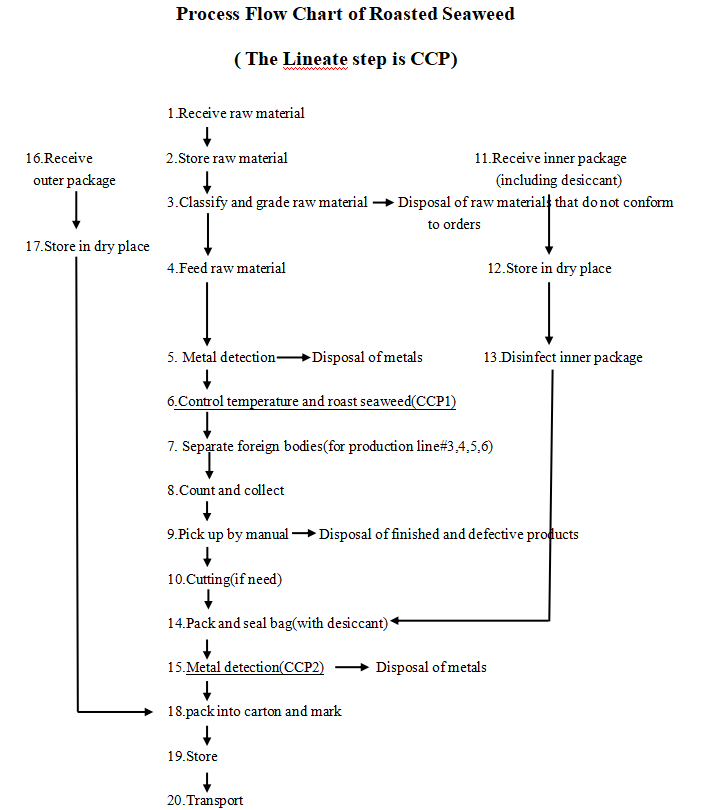 Process Flow Chart of Roasted Seaweed
( The Lineate step is CCP)
1.Receive raw material
16.Receive
outer package
2.Store raw material
11.Receive inner package
(including desiccant)
3.Classify and grade raw material
Disposal of raw materials that do not conform
to orders
17.Store in dry place
4.Feed raw material
12.Store in dry place
5. Metal detection
Disposal of metals
13.Disinfect inner package
6.Control temperature and roast seaweed(CCP1)
7. Separate foreign bodies(for production line#3,4,5,6)
8.Count and collect
9.Pick up by manual
Disposal of finished and defective products
10.Cutting(if need)
14.Pack and seal bag(with desiccant)
15.Metal detection(CCP2)
Disposal of metals
18.pack into carton and mark
19.Store
20.Transport